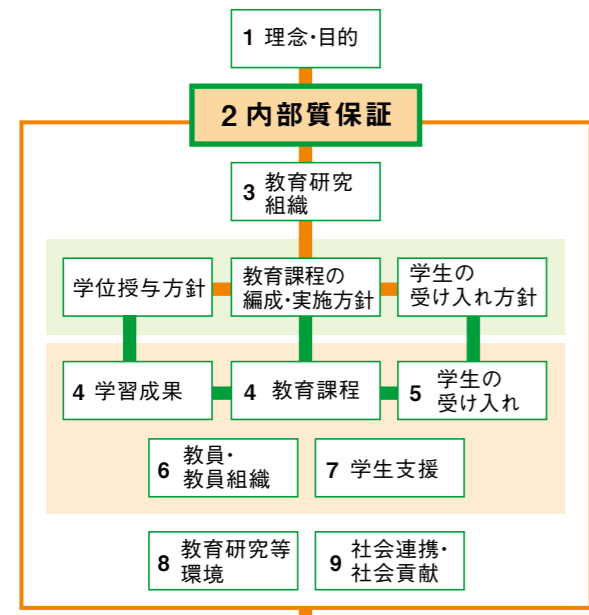 1 理念・目的
2 内部質保証
3 教育研究
組織
学位授与方針
教育課程の
編成・実施方針
学生の
受け入れ方針
4 学習成果
4 教育課程
5 学生の
受け入れ
6 教員・
教員組織
7 学生支援
8 教育研究等
環境
9 社会連携・
社会貢献